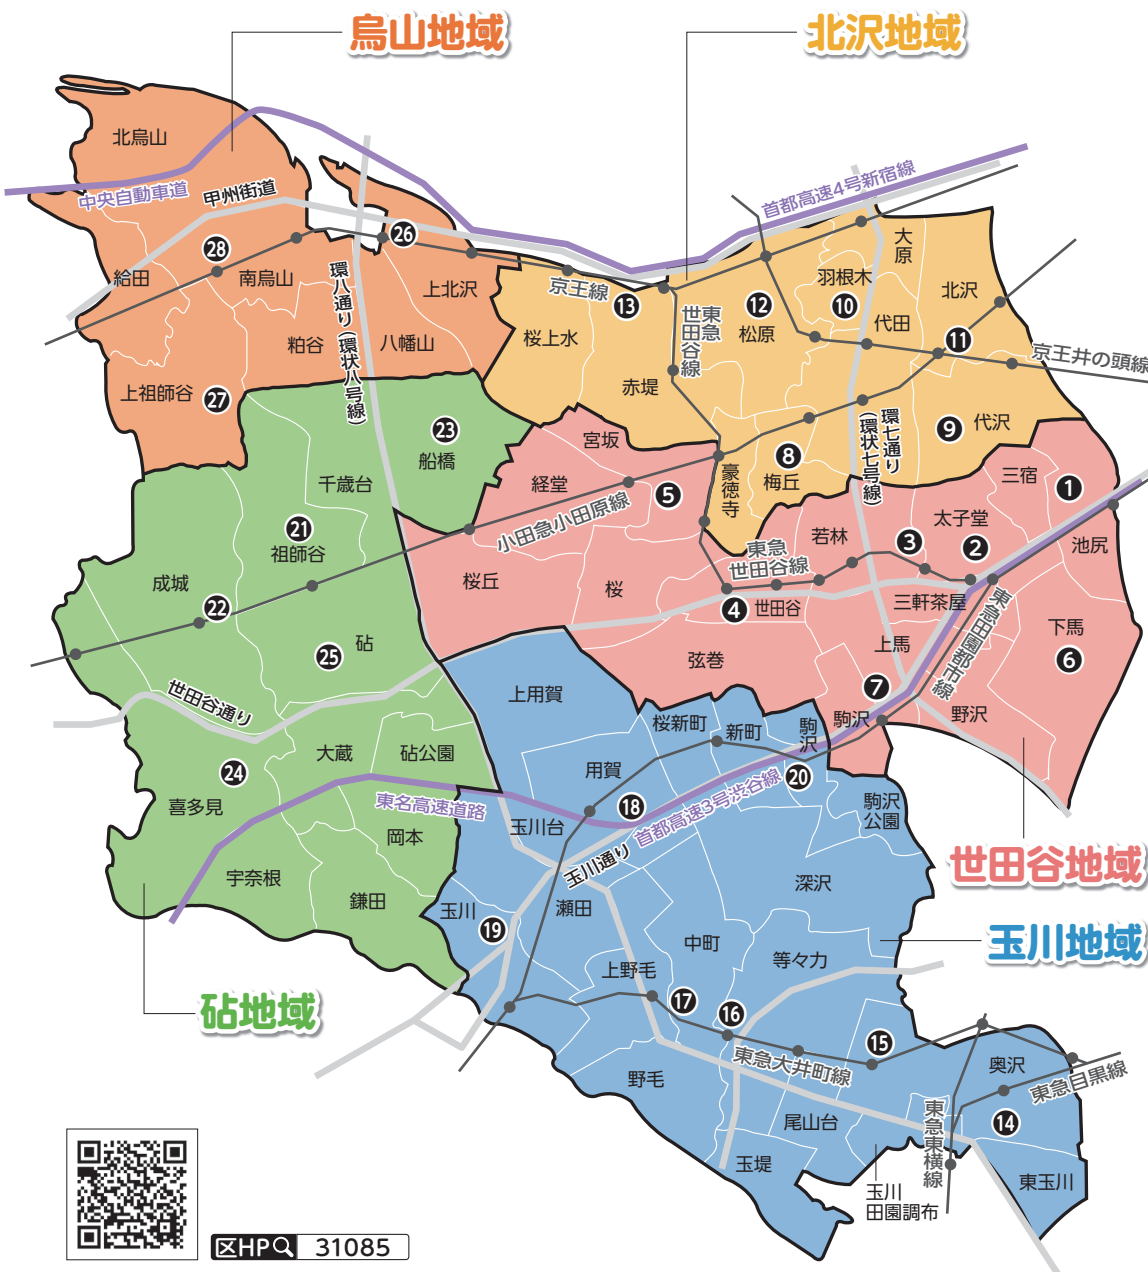 烏山地域
北沢地域
北烏山
中央自動車道
甲州街道
首都高速4号新宿線
28
26
給田
南烏山
環八通り(環状八号線)
上北沢
粕谷
八幡山
上祖師谷
27
京王線
13
桜上水
東急
世田谷線
12
松原
赤堤
羽根木
10
大原
代田
北沢
11
京王井の頭線
9
代沢
環七通り
(環状七号線)
8
梅丘
豪徳寺
23
船橋
千歳台
21
祖師谷
成城
22
砧
25
世田谷通り
宮坂
経堂
5
小田急小田原線
桜丘
桜
東急
世田谷線
4
世田谷
若林
3
太子堂
2
三宿
1
池尻
三軒茶屋
東急田園都市線
下馬
6
上馬
弦巻
7
駒沢
野沢
24
喜多見
大蔵
砧公園
東名高速道路
岡本
宇奈根
鎌田
上用賀
桜新町
新町
駒沢
用賀
18
首都高速3号渋谷線
20
駒沢
公園
玉川台
玉川通り
深沢
玉川
19
瀬田
中町
等々力
上野毛
17
16
15
東急大井町線
野毛
尾山台
玉堤
奥沢
東急目黒線
14
東急東横線
東玉川
玉川
田園調布
世田谷地域
玉川地域
砧地域
区HP 31085